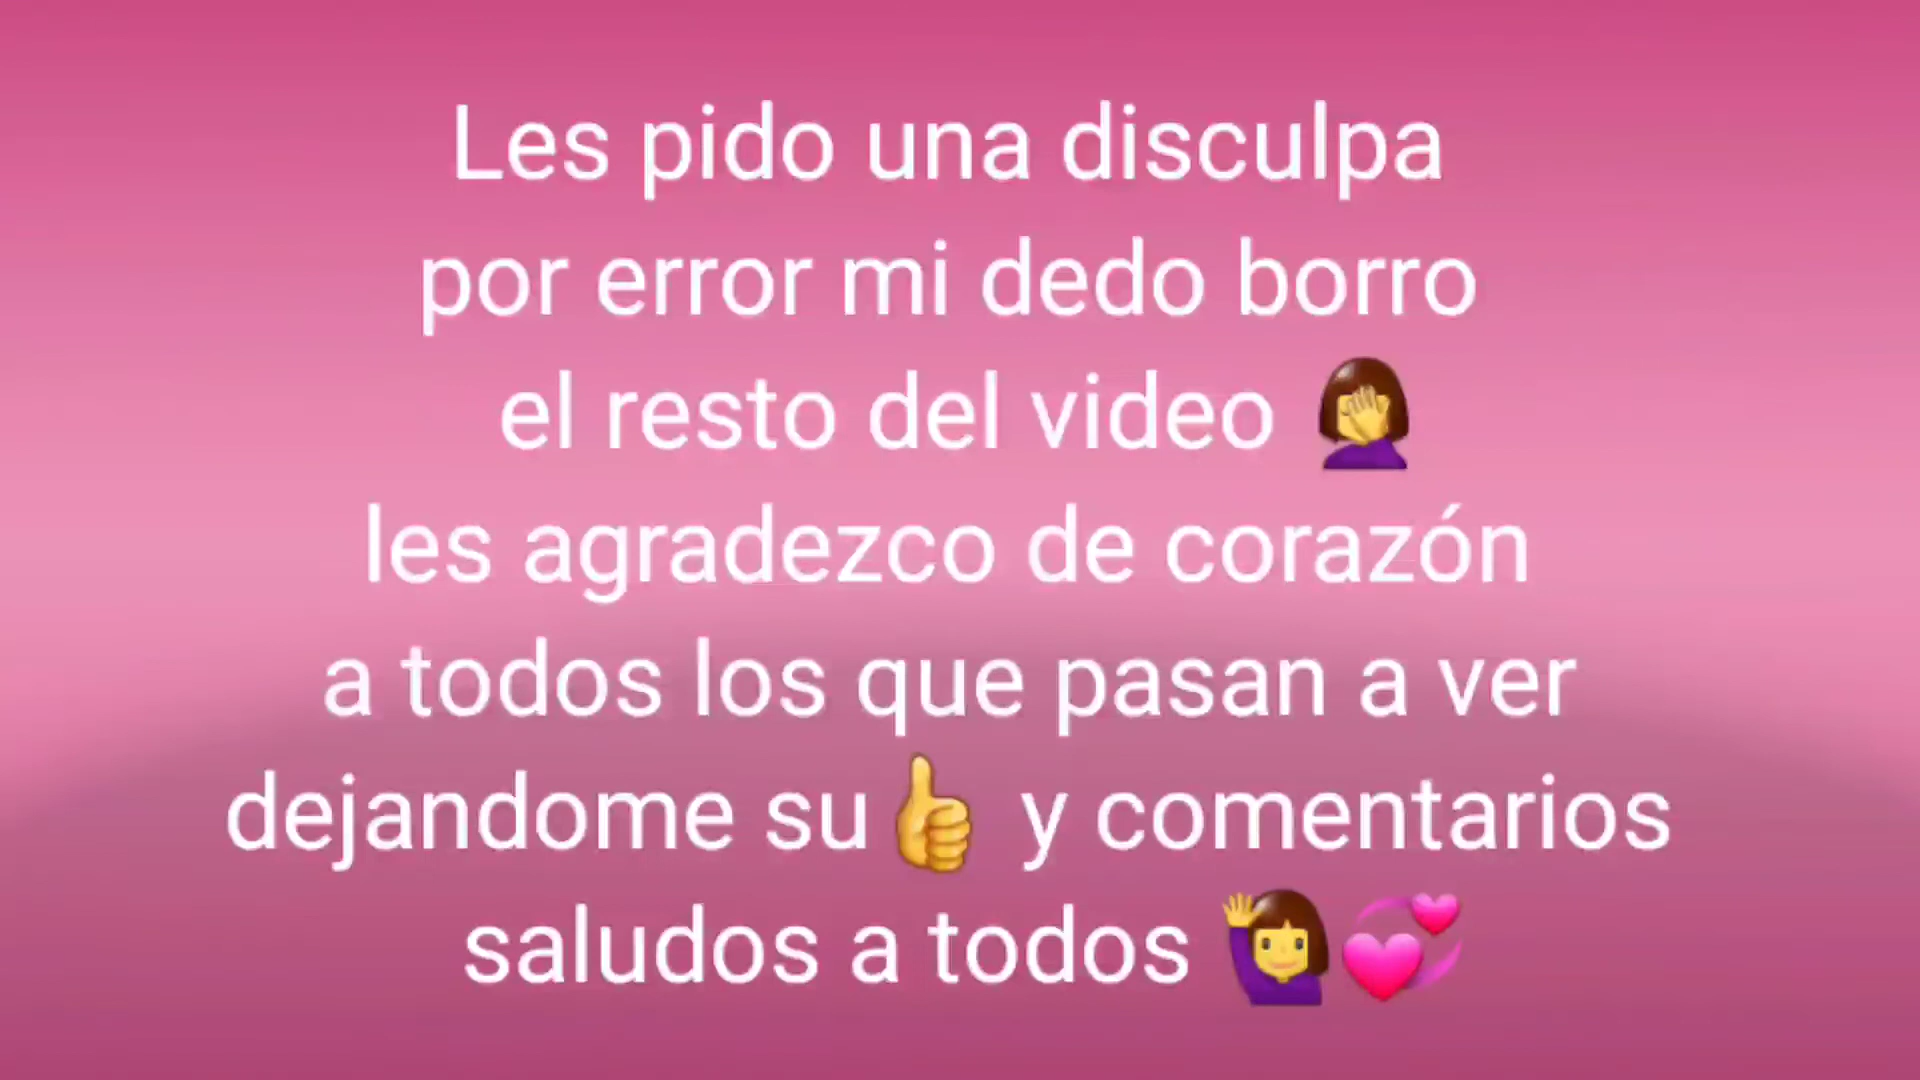 Les pido una disculpa
por error mi dedo borro
el resto del video 🤦‍♀️
les agradezco de corazón
a todos los que pasan a ver
dejandome su👍 y comentarios
saludos a todos 🙋‍♀️💞